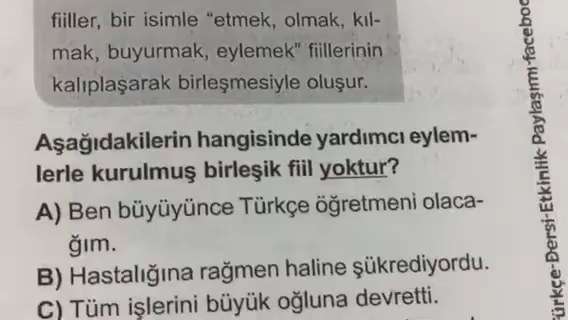 fiiller, bir isimle “etmek, olmak, kıl-
mak, buyurmak, eylemek” fiillerinin
kalıplaşarak birleşmesiyle oluşur.
Aşağıdakilerin hangisinde yardımcı eylem-
lerle kurulmuş birleşik fiil yoktur?
A) Ben büyüyünce Türkçe öğretmeni olaca-
ğım.
B) Hastalığına rağmen haline şükrediyordu.
C) Tüm işlerini büyük oğluna devretti.
Türkçe-Dersi-Etkinlik Paylaşımı faceboo